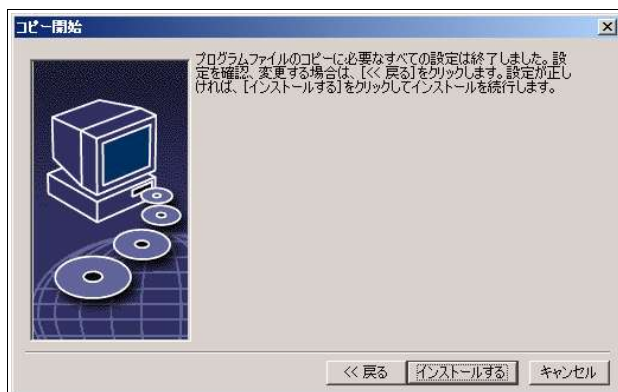 コピー開始
プログラムファイルのコピーに必要なすべての設定は終了しました。設
定を確認、変更する場合は、[<< 戻る]をクリックします。設定が正し
ければ、[インストールする]をクリックしてインストールを続行します。
<< 戻る インストールする キャンセル